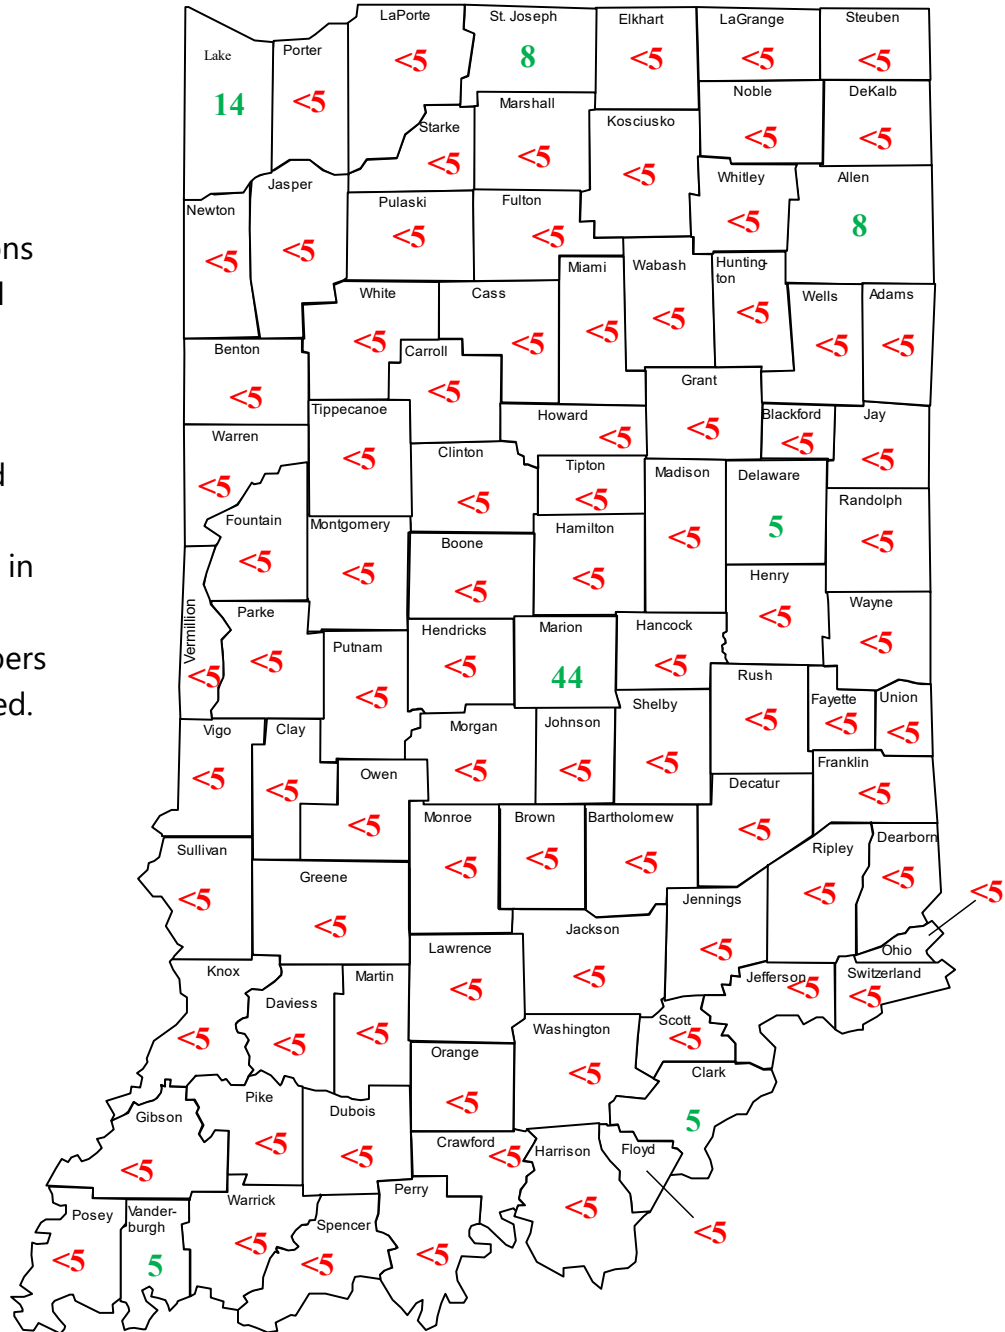 LaPorte
St. Joseph
Elkhart
LaGrange
Steuben
Lake
Porter
<5
8
<5
<5
<5
14
<5
Noble
DeKalb
Marshall
Starke
Kosciusko
<5
<5
<5
<5
<5
Jasper
Whitley
Allen
Newton
Pulaski
Fulton
ons
<5
<5
<5
<5
<5
8
Miami
Wabash
Hunting-
ton
White
Cass
Wells
Adams
<5
<5
<5
<5
<5
<5
<5
Benton
Carroll
<5
<5
Grant
Tippecanoe
Howard
Blackford
Jay
<5
<5
<5
<5
Warren
Clinton
Tipton
Madison
Delaware
<5
d
<5
<5
<5
Randolph
Fountain
Montgomery
Hamilton
<5
5
<5
Boone
in
<5
<5
<5
<5
Henry
Vermillion
Parke
Wayne
<5
Putnam
Hendricks
Marion
Hancock
bers
<5
<5
<5
<5
44
<5
<5
Rush
ed.
Shelby
Fayette
Union
Vigo
Clay
Morgan
Johnson
<5
<5
<5
<5
Owen
Franklin
<5
<5
<5
<5
<5
Decatur
<5
Monroe
Brown
Bartholomew
<5
<5
Sullivan
Ripley
Dearborn
Greene
<5
<5
<5
<5
<5
<5
<5
Jennings
<5
Jackson
Lawrence
<5
Ohio
Knox
Martin
Jefferson
Switzerland
<5
<5
<5
<5
Daviess
Washington
Scott
<5
<5
<5
<5
Orange
Clark
<5
Pike
Dubois
<5
Gibson
5
<5
<5
Crawford
<5
Harrison
Floyd
<5
Perry
Warrick
Posey
Vander-
burgh
Spencer
<5
<5
<5
<5
<5
5
<5